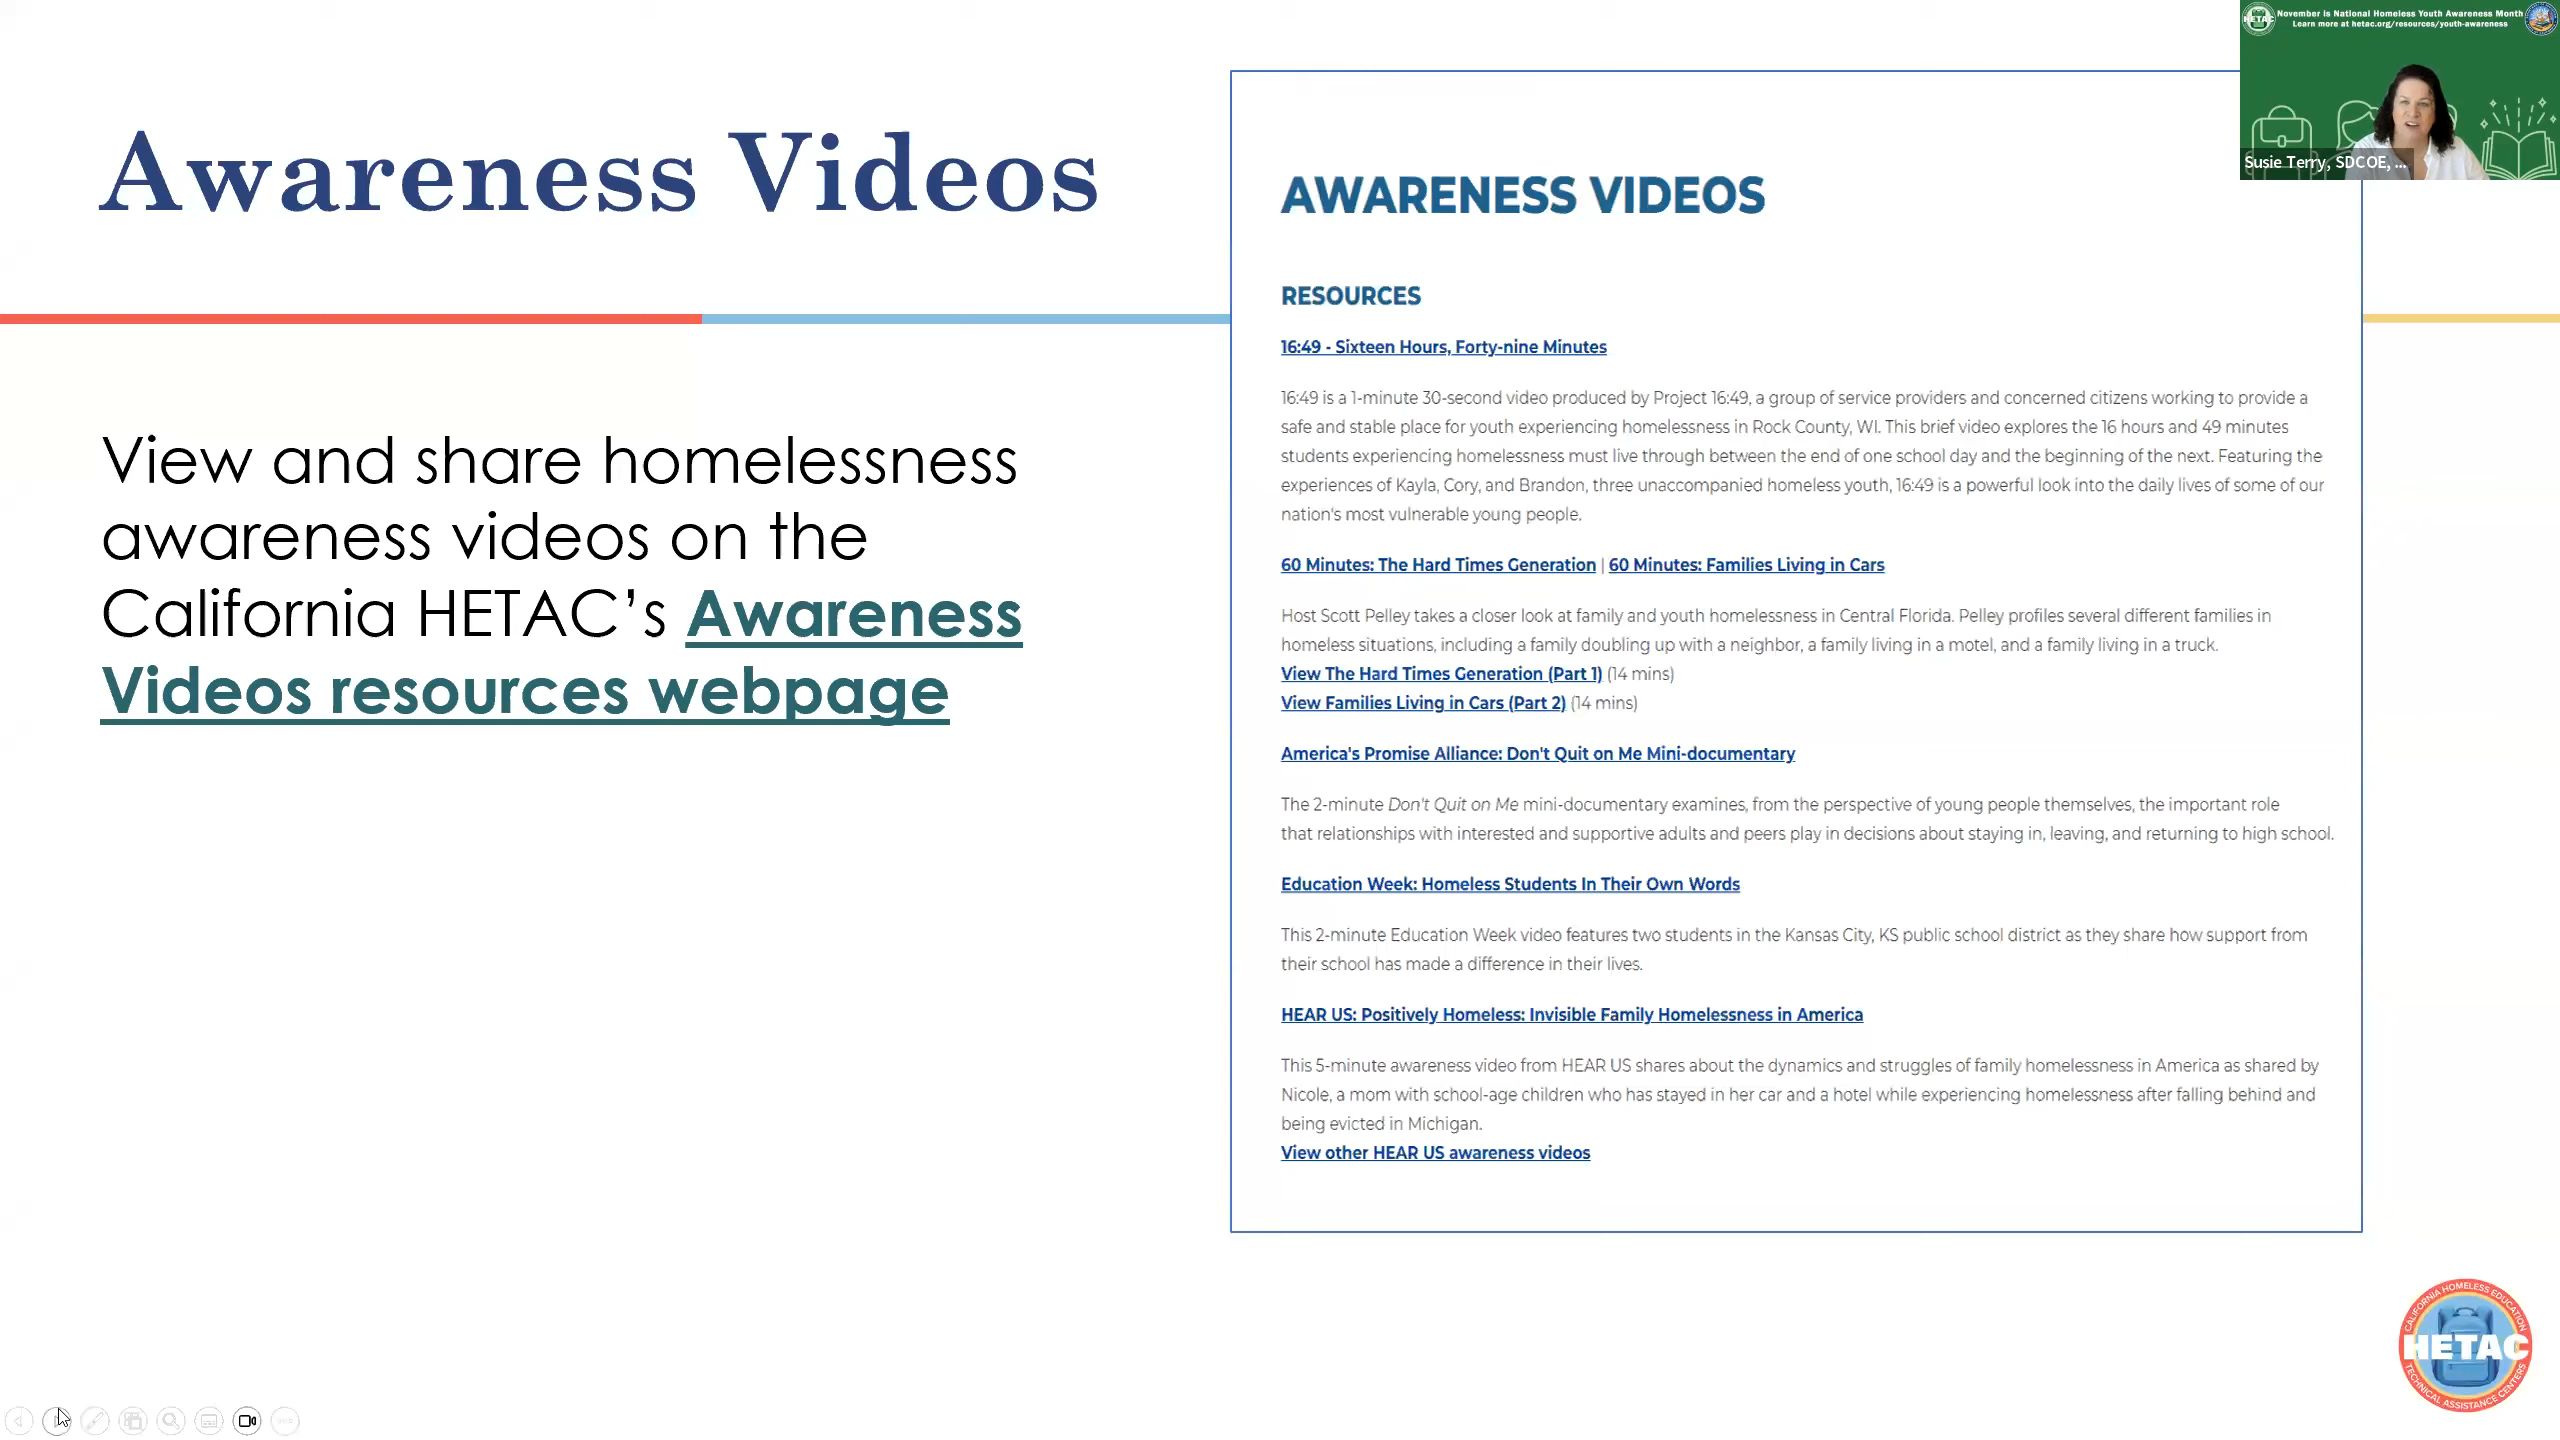 Awareness Videos
View and share homelessness
awareness videos on the
California HETAC’s Awareness
Videos resources webpage
AWARENESS VIDEOS
RESOURCES
16:49 - Sixteen Hours, Forty-nine Minutes
16:49 is a 1-minute 30-second video produced by Project 16:49, a group of service providers and concerned citizens working to provide a
safe and stable place for youth experiencing homelessness in Rock County, WI. This brief video explores the 16 hours and 49 minutes
students experiencing homelessness must live through between the end of one school day and the beginning of the next. Featuring the
experiences of Kayla, Cory, and Brandon, three unaccompanied homeless youth, 16:49 is a powerful look into the daily lives of some of our
nation's most vulnerable young people.
60 Minutes: The Hard Times Generation | 60 Minutes: Families Living in Cars
Host Scott Pelley takes a closer look at family and youth homelessness in Central Florida. Pelley profiles several different families in
homeless situations, including a family doubling up with a neighbor, a family living in a motel, and a family living in a truck.
View The Hard Times Generation (Part 1) (14 mins)
View Families Living in Cars (Part 2) (14 mins)
America's Promise Alliance: Don't Quit on Me Mini-documentary
The 2-minute Don't Quit on Me mini-documentary examines, from the perspective of young people themselves, the important role
that relationships with interested and supportive adults and peers play in decisions about staying in, leaving, and returning to high school.
Education Week: Homeless Students In Their Own Words
This 2-minute Education Week video features two students in the Kansas City, KS public school district as they share how support from
their school has made a difference in their lives.
HEAR US: Positively Homeless: Invisible Family Homelessness in America
This 5-minute awareness video from HEAR US shares about the dynamics and struggles of family homelessness in America as shared by
Nicole, a mom with school-age children who has stayed in her car and a hotel while experiencing homelessness after falling behind and
being evicted in Michigan.
View other HEAR US awareness videos
HETAC
November is National Homeless Youth Awareness Month
Learn more at hetac.org/resources/youth-awareness
Susie Terry, SDCOE, ...
CALIFORNIA HOMELESS EDUCATION
HETAC
TECHNICAL ASSISTANCE CENTERS